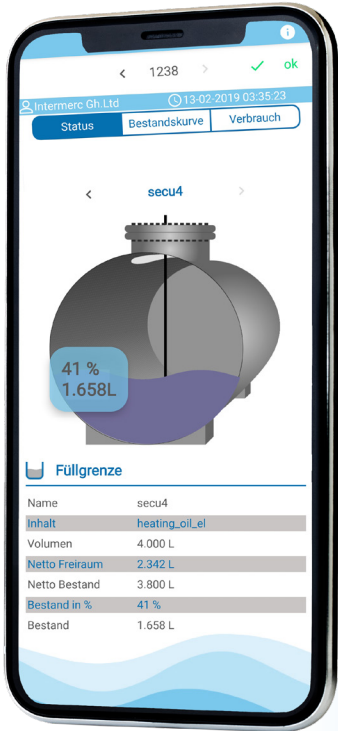 1238
ok
Intermerc Gh.Ltd 13-02-2019 03:35:23
Status Bestandskurve Verbrauch
secu4
41 %
1.658L
Füllgrenze
Name secu4
Inhalt heating_oil_el
Volumen 4.000 L
Netto Freiraum 2.342 L
Netto Bestand 3.800 L
Bestand in % 41 %
Bestand 1.658 L